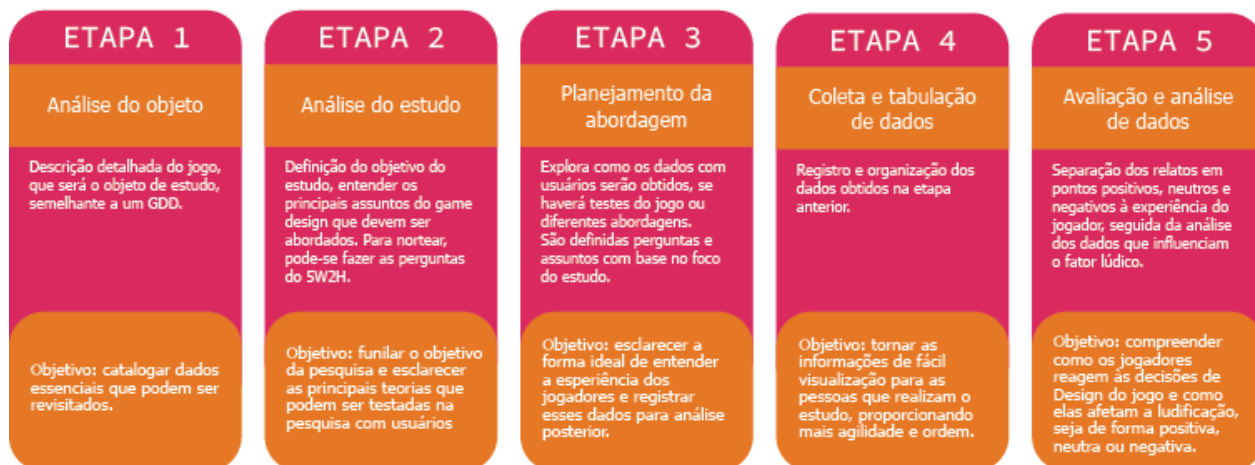 ETAPA 1
Análise do objeto
Descrição detalhada do jogo,
que será o objeto de estudo,
semelhante a um GDD.
Objetivo: catalogar dados
essenciais que podem ser
revisitados.
ETAPA 2
Análise do estudo
Definição do objetivo do
estudo, entender os
principais assuntos do game
design que devem ser
abordados. Para nortear,
pode-se fazer as perguntas
do 5W2H.
Objetivo: funilar o objetivo
da pesquisa e esclarecer
as principais teorias que
podem ser testadas na
pesquisa com usuários
ETAPA 3
Planejamento da
abordagem
Explora como os dados com
usuários serão obtidos, se
haverá testes do jogo ou
diferentes abordagens.
São definidas perguntas e
assuntos com base no foco
do estudo.
Objetivo: esclarecer a
forma ideal de entender
a esperiência dos
jogadores e registrar
esses dados para análise
posterior.
ETAPA 4
Coleta e tabulação
de dados
Registro e organização dos
dados obtidos na etapa
anterior.
Objetivo: tornar as
informações de fácil
visualização para as
pessoas que realizam o
estudo, proporcionando
mais agilidade e ordem.
ETAPA 5
Avaliação e análise
de dados
Separação dos relatos em
pontos positivos, neutros e
negativos à experiência do
jogador, seguida da análise
dos dados que influenciam
o fator lúdico.
Objetivo: compreender
como os jogadores
reagem às decisões de
Design do jogo e como
elas afetam a ludificação,
seja de forma positiva,
neutra ou negativa.